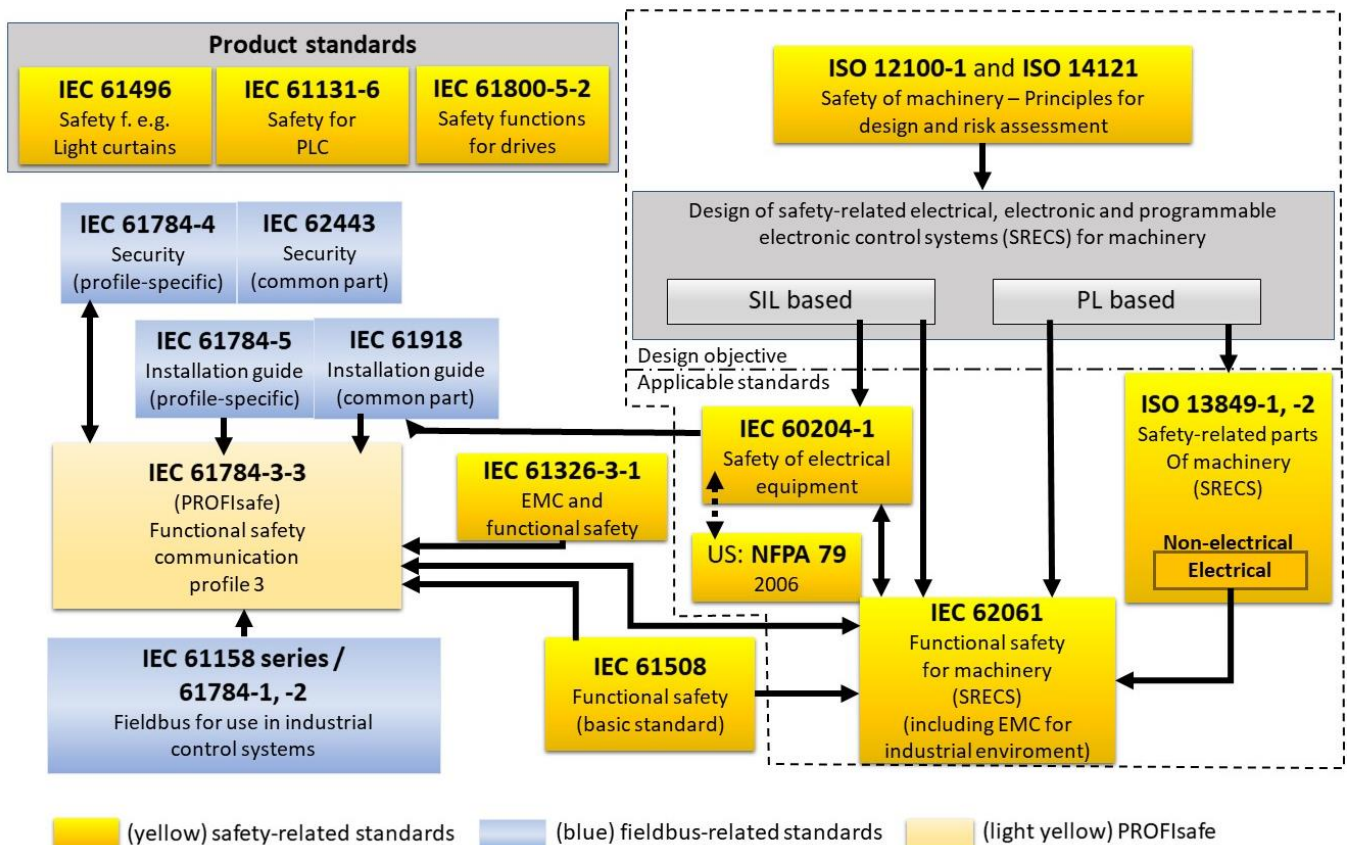 Product standards
IEC 61496
Safety f. e.g.
Light curtains
IEC 61131-6
Safety for
PLC
IEC 61800-5-2
Safety functions
for drives
ISO 12100-1 and ISO 14121
Safety of machinery – Principles for
design and risk assessment
Design of safety-related electrical, electronic and programmable
electronic control systems (SRECS) for machinery
SIL based
PL based
Design objective
Applicable standards
IEC 61784-4
Security
(profile-specific)
IEC 62443
Security
(common part)
IEC 61784-5
Installation guide
(profile-specific)
IEC 61918
Installation guide
(common part)
IEC 60204-1
Safety of electrical
equipment
ISO 13849-1, -2
Safety-related parts
Of machinery
(SRECS)
Non-electrical
Electrical
IEC 61784-3-3
(PROFIsafe)
Functional safety
communication
profile 3
IEC 61326-3-1
EMC and
functional safety
US: NFPA 79
2006
IEC 62061
Functional safety
for machinery
(SRECS)
(including EMC for
industrial enviroment)
IEC 61508
Functional safety
(basic standard)
IEC 61158 series /
61784-1, -2
Fieldbus for use in industrial
control systems
(yellow) safety-related standards
(blue) fieldbus-related standards
(light yellow) PROFIsafe